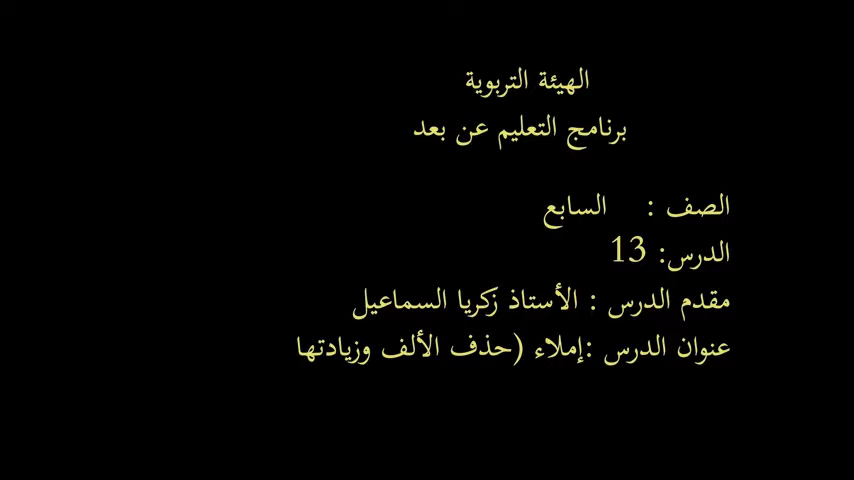 الهيئة التربوية
برنامج التعليم عن بعد
الصف : السابع
الدرس: 13
مقدم الدرس : الأستاذ زكريا السماعيل
عنوان الدرس :إملاء (حذف الألف وزيادتها